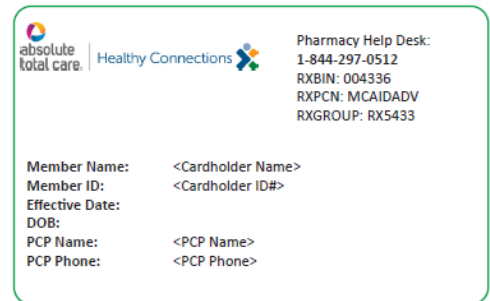 absolute
total care.
Healthy Connections
Pharmacy Help Desk:
1-844-297-0512
RXBIN: 004336
RXPCN: MCAIDADV
RXGROUP: RX5433
Member Name: <Cardholder Name>
Member ID: <Cardholder ID#>
Effective Date:
DOB:
PCP Name: <PCP Name>
PCP Phone: <PCP Phone>